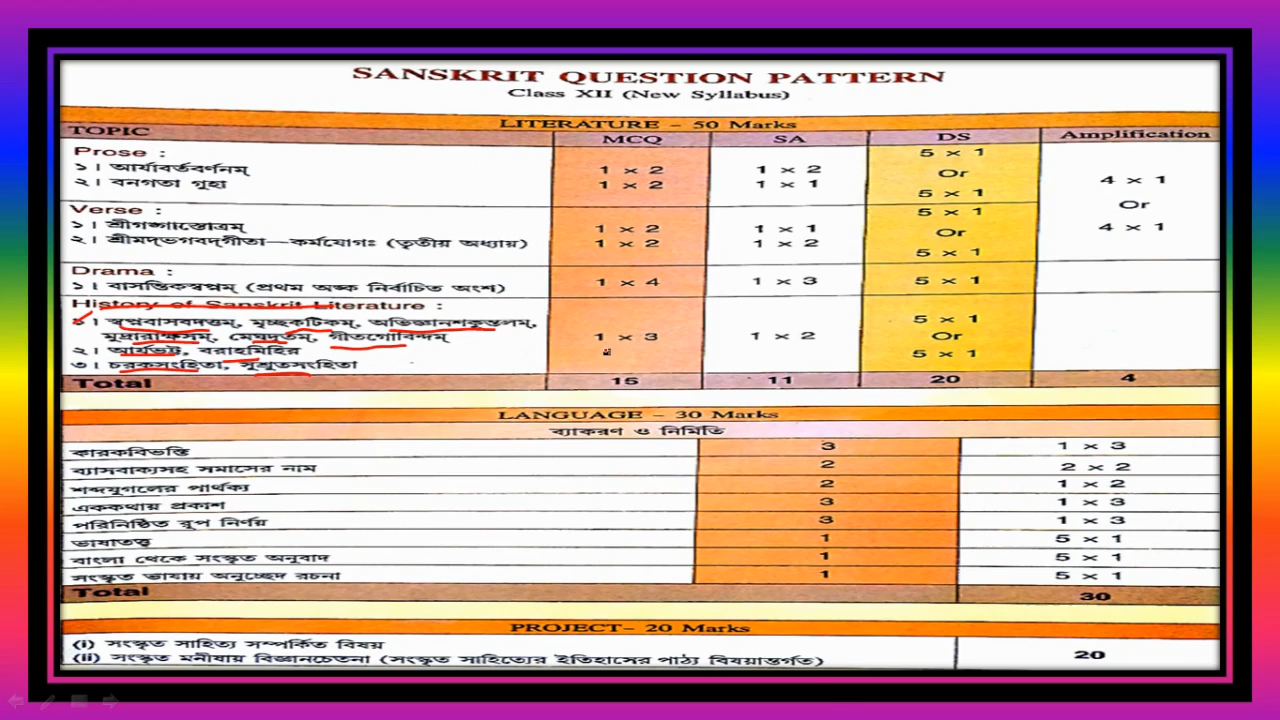 SANSKRIT QUESTION PATTERN
Class XII (New Syllabus)
LITERATURE – 50 Marks
TOPIC MCQ SA DS Amplification
Prose :
১। আর্যাবর্তবর্ণনম্ 1 × 2 1 × 2 5 × 1
২। বনগতা গুহা 1 × 2 1 × 1 Or 5 × 1 4 × 1
Verse : Or
১। শ্রীগঙ্গাস্তোত্রম্ 1 × 2 1 × 1 5 × 1 4 × 1
২। শ্রীমদ্‌ভগবদ্‌গীতা—কর্মযোগঃ (তৃতীয় অধ্যায়) 1 × 2 1 × 2 Or 5 × 1
Drama :
১। বাসন্তিকস্বপ্নম্ (প্রথম অঙ্ক নির্বাচিত অংশ) 1 × 4 1 × 3 5 × 1
History of Sanskrit Literature :
১। স্বপ্নবাসবদত্তম্, মৃচ্ছকটিকম্, অভিজ্ঞানশকুন্তলম্, 5 × 1
মুদ্রারাক্ষসম্, মেঘদূতম্, গীতগোবিন্দম্ 1 × 3 1 × 2 Or
২। আর্যভট, বরাহমিহির 5 × 1
৩। চরকসংহিতা, সুশ্রুতসংহিতা
Total 15 11 20 4
LANGUAGE – 30 Marks
ব্যাকরণ ও নির্মিতি
কারকবিভক্তি 3 1 × 3
ব্যাসবাক্যসহ সমাসের নাম 2 2 × 2
শব্দযুগলের পার্থক্য 2 1 × 2
এককথায় প্রকাশ 3 1 × 3
পরিনিষ্ঠিত রূপ নির্ণয় 3 1 × 3
ভাষাতত্ত্ব 1 5 × 1
বাংলা থেকে সংস্কৃত অনুবাদ 1 5 × 1
সংস্কৃত ভাষায় অনুচ্ছেদ রচনা 1 5 × 1
Total 30
PROJECT– 20 Marks
(i) সংস্কৃত সাহিত্য সম্পর্কিত বিষয়
(ii) সংস্কৃত মনীষায় বিজ্ঞানচেতনা (সংস্কৃত সাহিত্যের ইতিহাসের পাঠ্য বিষয়ান্তর্গত) 20